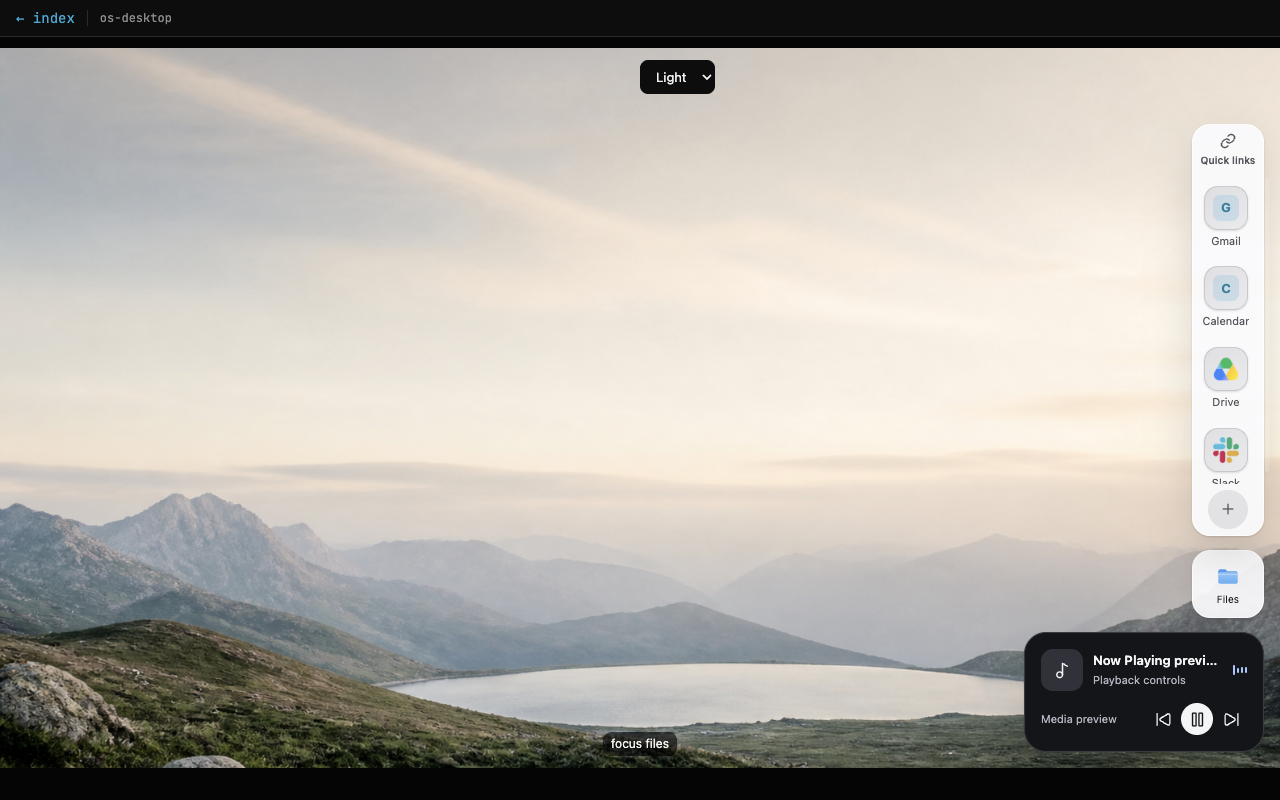 ← index
os-desktop
Light
Quick links
G
Gmail
C
Calendar
Drive
Slack
+
Files
Now Playing previ...
Playback controls
Media preview
focus files